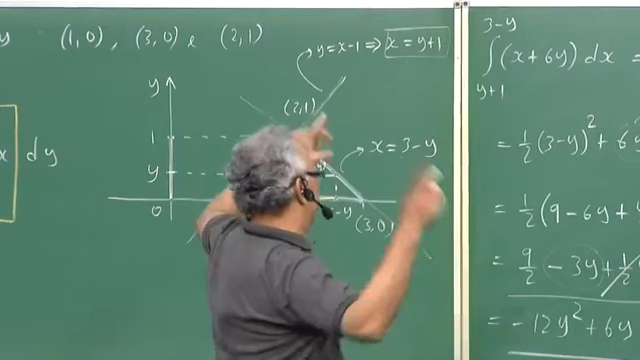 y (1,0), (3,0) e (2,1)
y = x-1 ⇒ x = y+1
y
(2,1)
1
x = 3-y
y
x dy
0
-y
(3,0)
3-y
∫(x+6y) dx =
y+1
= 1/2 (3-y)² + 6y
= 1/2 (9 - 6y +
= 9/2 - 3y + 1/2
= -12y² + 6y